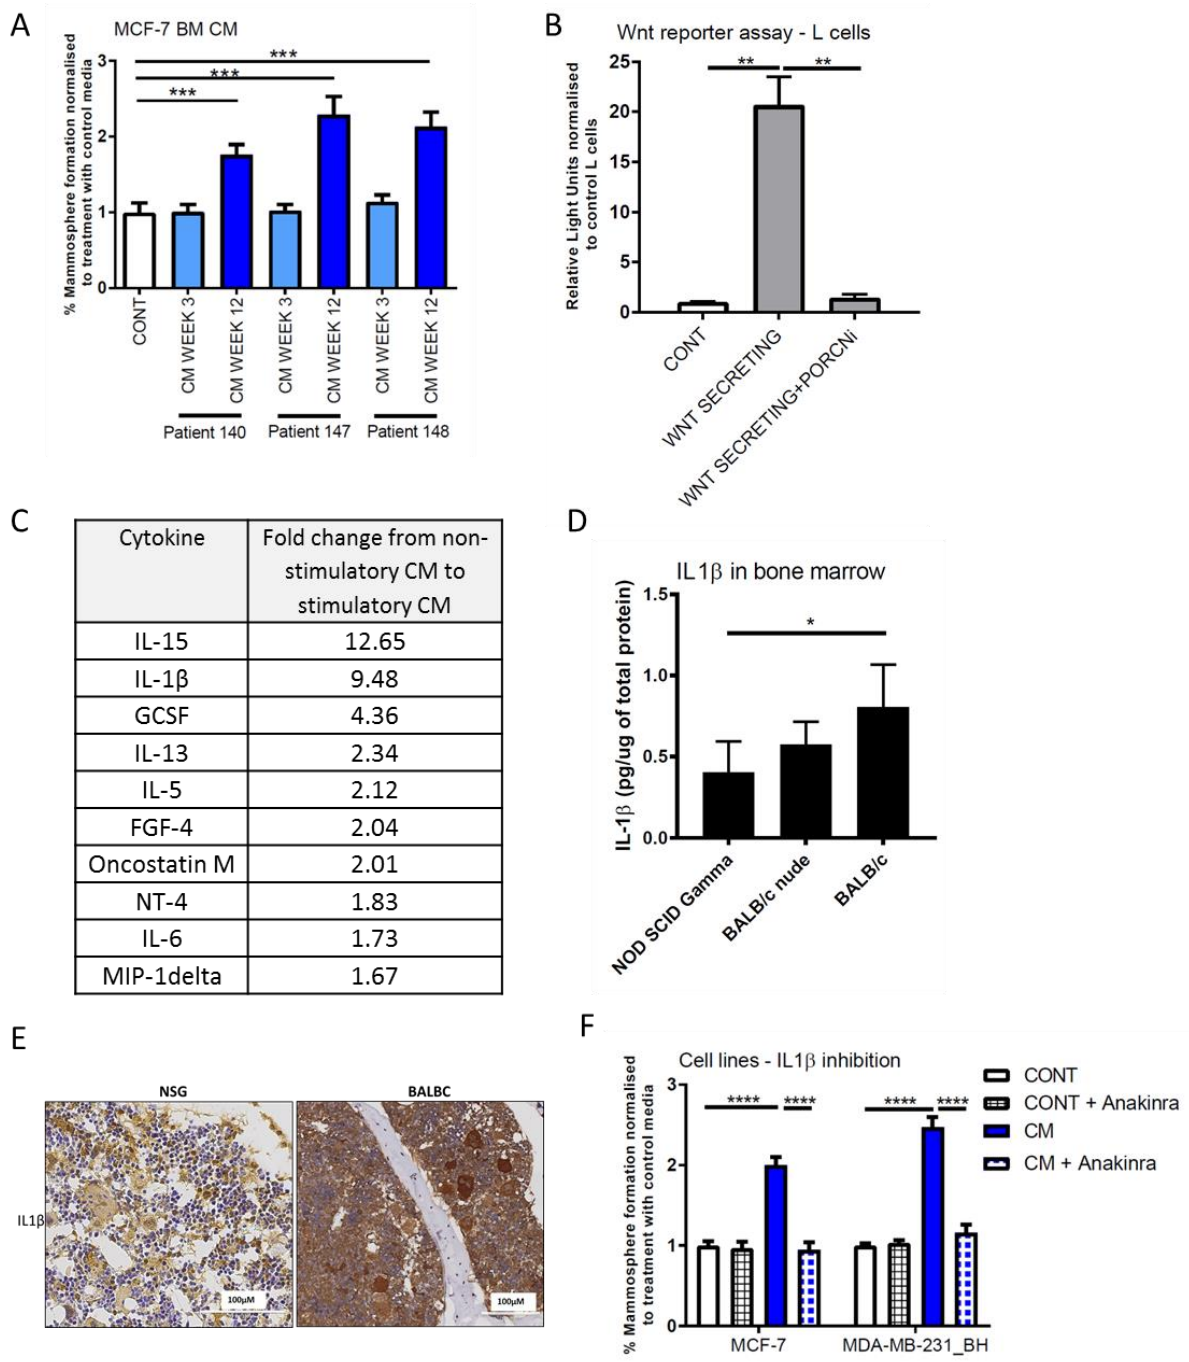 A
MCF-7 BM CM
% Mammosphere formation normalised
to treatment with control media
3
2
1
0
***
***
***
CONT
CM WEEK 3
CM WEEK 12
CM WEEK 3
CM WEEK 12
CM WEEK 3
CM WEEK 12
Patient 140
Patient 147
Patient 148
B
Wnt reporter assay - L cells
Relative Light Units normalised
to control L cells
25
20
15
10
5
0
**
**
CONT
WNT SECRETING
WNT SECRETING+PORCNi
C
Cytokine
Fold change from non-
stimulatory CM to
stimulatory CM
IL-15 12.65
IL-1β 9.48
GCSF 4.36
IL-13 2.34
IL-5 2.12
FGF-4 2.04
Oncostatin M 2.01
NT-4 1.83
IL-6 1.73
MIP-1delta 1.67
D
IL1β in bone marrow
IL-1β (pg/ug of total protein)
1.5
1.0
0.5
0.0
*
NOD SCID Gamma
BALB/c nude
BALB/c
E
NSG
BALBC
IL1β
100μM
100μM
F
Cell lines - IL1β inhibition
% Mammosphere formation normalised
to treatment with control media
3
2
1
0
****
****
****
****
MCF-7
MDA-MB-231_BH
CONT
CONT + Anakinra
CM
CM + Anakinra